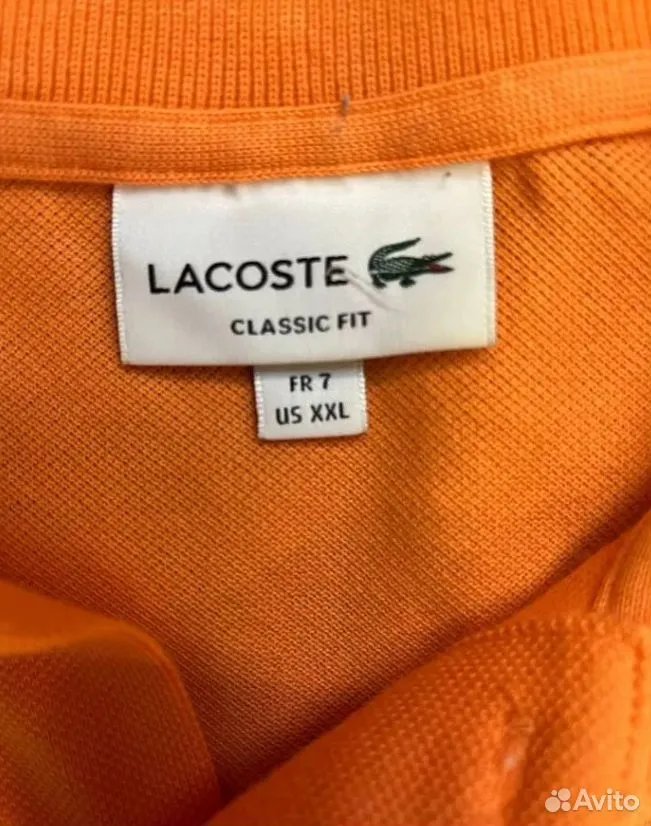 LACOSTE
CLASSIC FIT
FR 7
US XXL
Avito